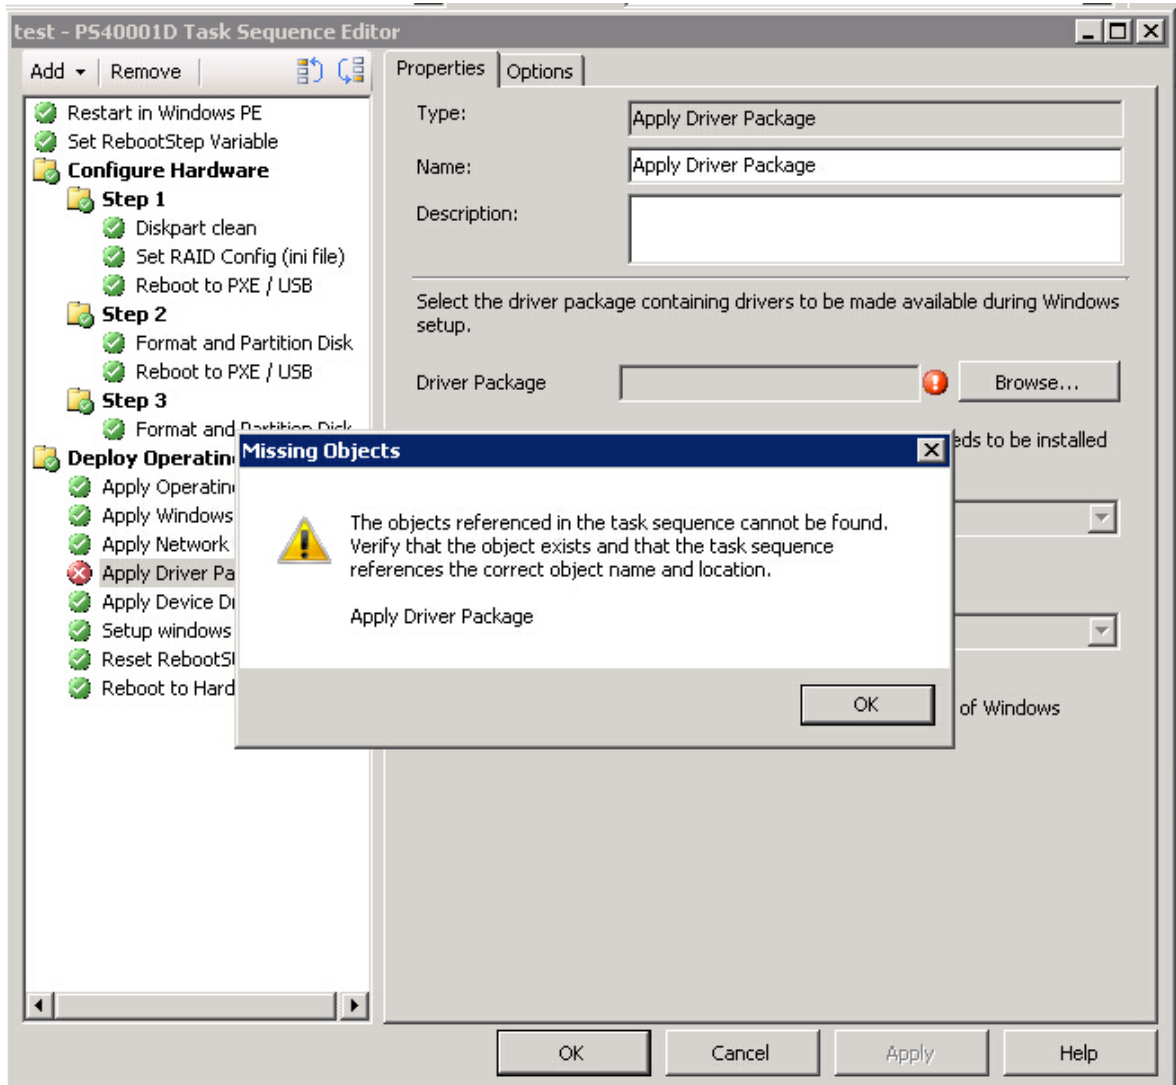 test - PS40001D Task Sequence Editor
Add
Remove
Restart in Windows PE
Set RebootStep Variable
Configure Hardware
Step 1
Diskpart clean
Set RAID Config (ini file)
Reboot to PXE / USB
Step 2
Format and Partition Disk
Reboot to PXE / USB
Step 3
Format and Partition Disk
Deploy Operatin
Apply Operatin
Apply Windows
Apply Network
Apply Driver Pa
Apply Device D
Setup windows
Reset RebootS
Reboot to Hard
Properties
Options
Type:
Apply Driver Package
Name:
Apply Driver Package
Description:
Select the driver package containing drivers to be made available during Windows
setup.
Driver Package
Browse...
eds to be installed
Missing Objects
The objects referenced in the task sequence cannot be found.
Verify that the object exists and that the task sequence
references the correct object name and location.
Apply Driver Package
OK
of Windows
OK
Cancel
Apply
Help